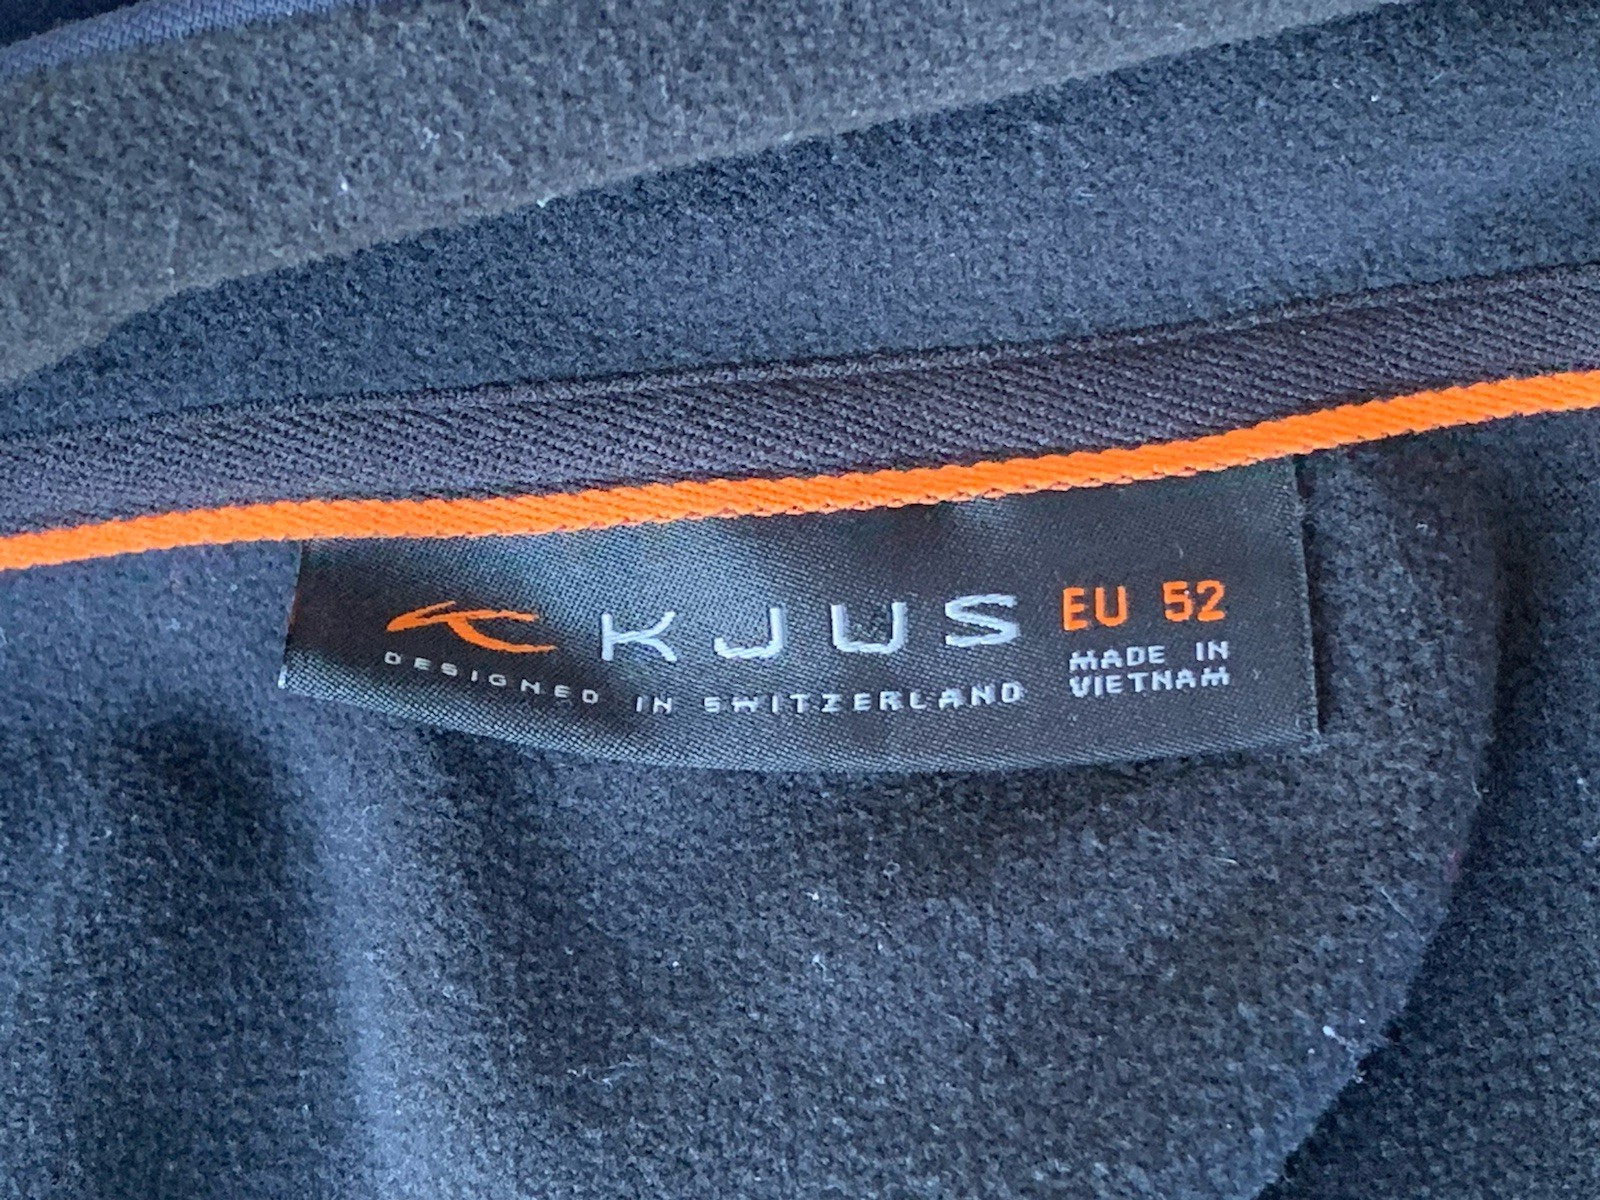 KJUS
DESIGNED IN SWITZERLAND
EU 52
MADE IN
VIETNAM